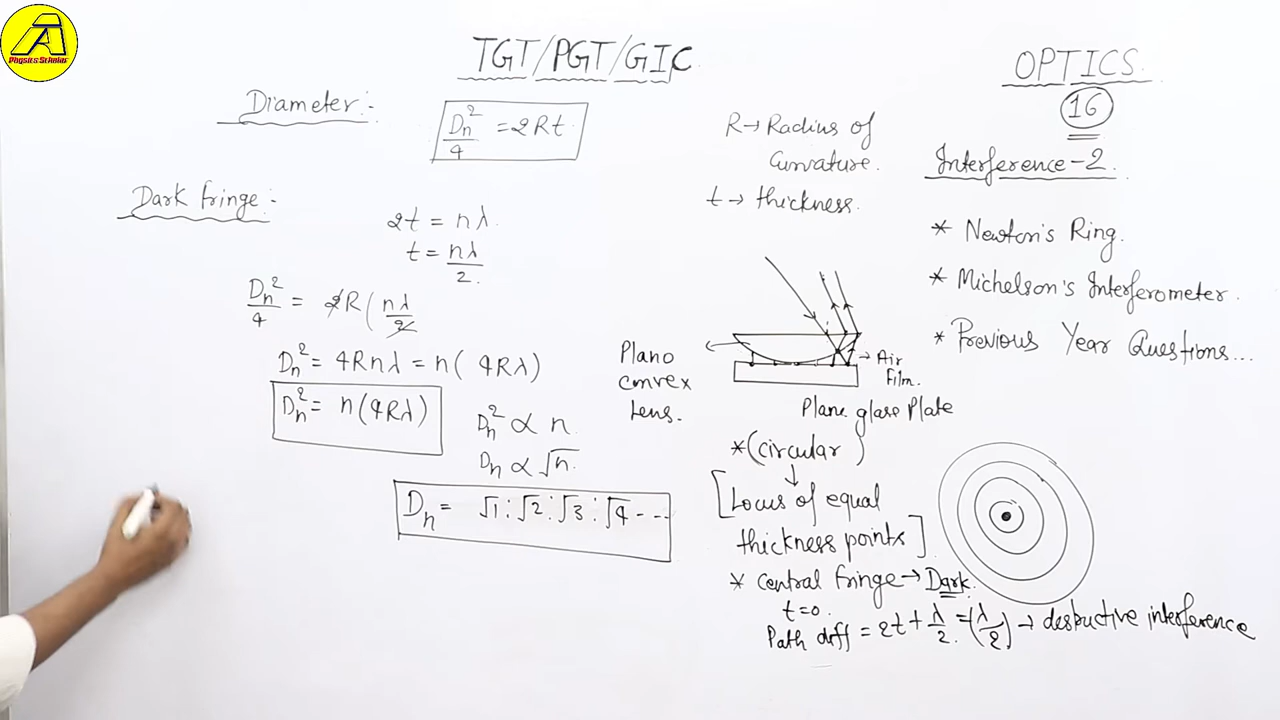 A
Physics Scholar
TGT/PGT/GIC
OPTICS
16
Interference-2
* Newton's Ring.
* Michelson's Interferometer.
* Previous Year Questions...
Diameter:-
Dn²/4 = 2Rt
R→ Radius of
Curvature.
t → thickness.
Dark fringe:-
2t = nλ
t = nλ/2.
Dn²/4 = 2R(nλ/2
Dn² = 4Rnλ = n( 4Rλ)
Dn² = n(4Rλ)
Dn² ∝ n.
Dn ∝ √n.
Dn = √1 : √2 : √3 : √4 ----
Plano
convex
Lens.
→ Air
Film.
Plane glass Plate
*(circular)
↓
[Locus of equal
thickness points]
* Central fringe → Dark.
t=0.
Path diff = 2t + λ/2. = (λ/2) → destructive interference